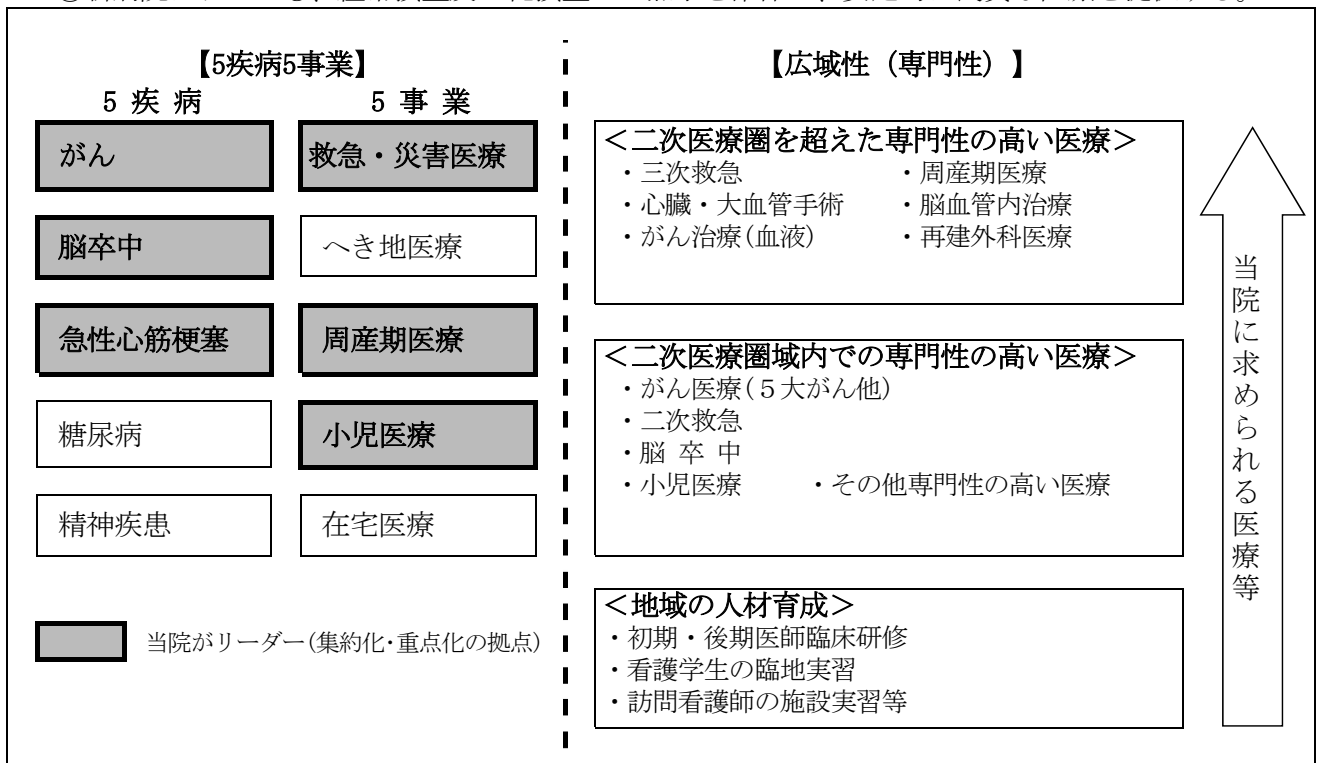 【5疾病5事業】
5 疾 病
5 事 業
がん
救急・災害医療
脳卒中
へき地医療
急性心筋梗塞
周産期医療
糖尿病
小児医療
精神疾患
在宅医療
当院がリーダー(集約化・重点化の拠点)
【広域性（専門性）】
＜二次医療圏を超えた専門性の高い医療＞
・三次救急 ・周産期医療
・心臓・大血管手術 ・脳血管内治療
・がん治療(血液) ・再建外科医療
＜二次医療圏域内での専門性の高い医療＞
・がん医療(５大がん他)
・二次救急
・脳 卒 中
・小児医療 ・その他専門性の高い医療
＜地域の人材育成＞
・初期・後期医師臨床研修
・看護学生の臨地実習
・訪問看護師の施設実習等
当院に求められる医療等